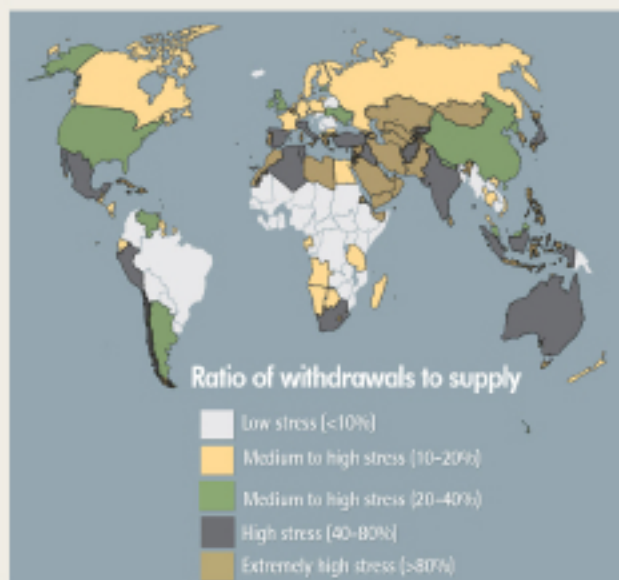 Ratio of withdrawals to supply
Low stress (<10%)
Medium to high stress (10-20%)
Medium to high stress (20-40%)
High stress (40-80%)
Extremely high stress (>80%)